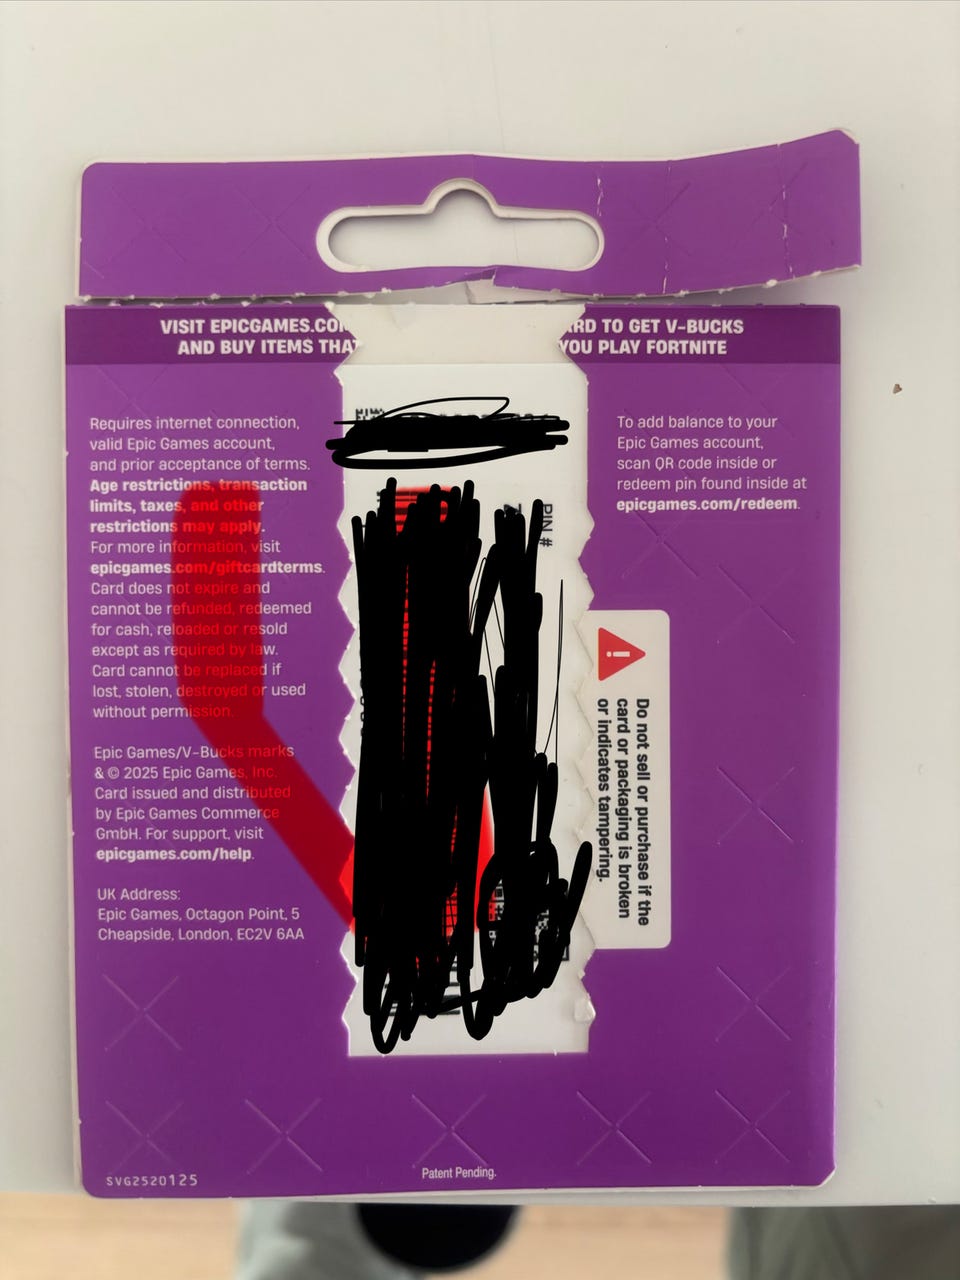 VISIT EPICGAMES.COM
RD TO GET V-BUCKS
AND BUY ITEMS THAT
YOU PLAY FORTNITE
Requires internet connection,
valid Epic Games account,
and prior acceptance of terms.
Age restrictions, transaction
limits, taxes, and other
restrictions may apply.
For more information, visit
epicgames.com/giftcardterms.
Card does not expire and
cannot be refunded, redeemed
for cash, reloaded or resold
except as required by law.
Card cannot be replaced if
lost, stolen, destroyed or used
without permission.
Epic Games/V-Bucks marks
& © 2025 Epic Games, Inc.
Card issued and distributed
by Epic Games Commerce
GmbH. For support, visit
epicgames.com/help.
UK Address:
Epic Games, Octagon Point, 5
Cheapside, London, EC2V 6AA
PIN #
To add balance to your
Epic Games account,
scan QR code inside or
redeem pin found inside at
epicgames.com/redeem.
Do not sell or purchase if the
card or packaging is broken
or indicates tampering.
SVG2520125
Patent Pending.